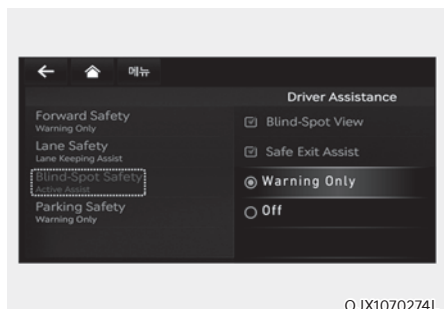 메뉴
Driver Assistance
Forward Safety
Warning Only
Lane Safety
Lane Keeping Assist
Blind-Spot Safety
Active Assist
Parking Safety
Warning Only
Blind-Spot View
Safe Exit Assist
Warning Only
Off
OJX1070274L